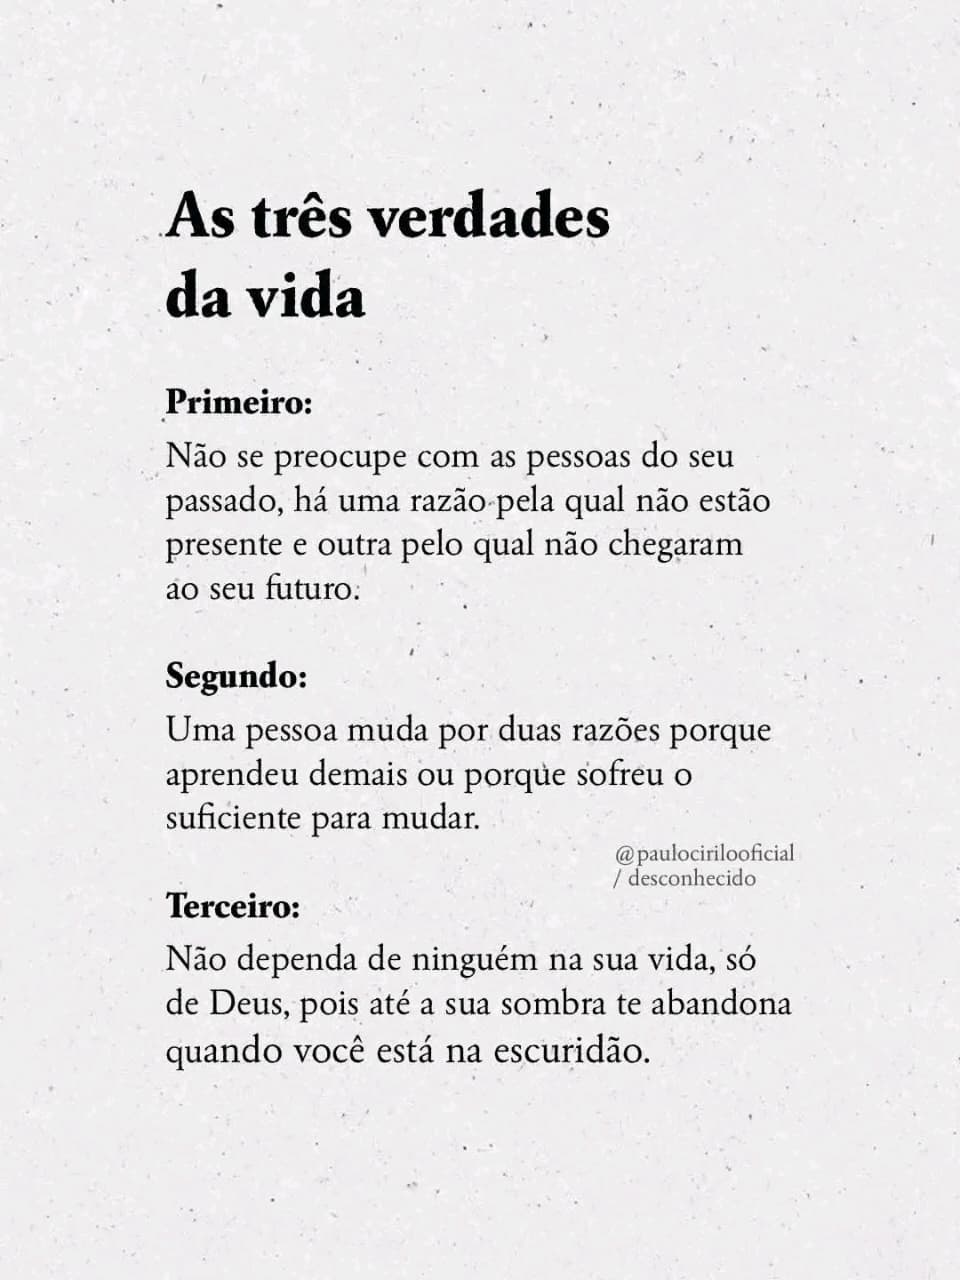 As três verdades
da vida
Primeiro:
Não se preocupe com as pessoas do seu
passado, há uma razão pela qual não estão
presente e outra pelo qual não chegaram
ao seu futuro.
Segundo:
Uma pessoa muda por duas razões porque
aprendeu demais ou porque sofreu o
suficiente para mudar.
@paulocirilooficial
/ desconhecido
Terceiro:
Não dependa de ninguém na sua vida, só
de Deus, pois até a sua sombra te abandona
quando você está na escuridão.